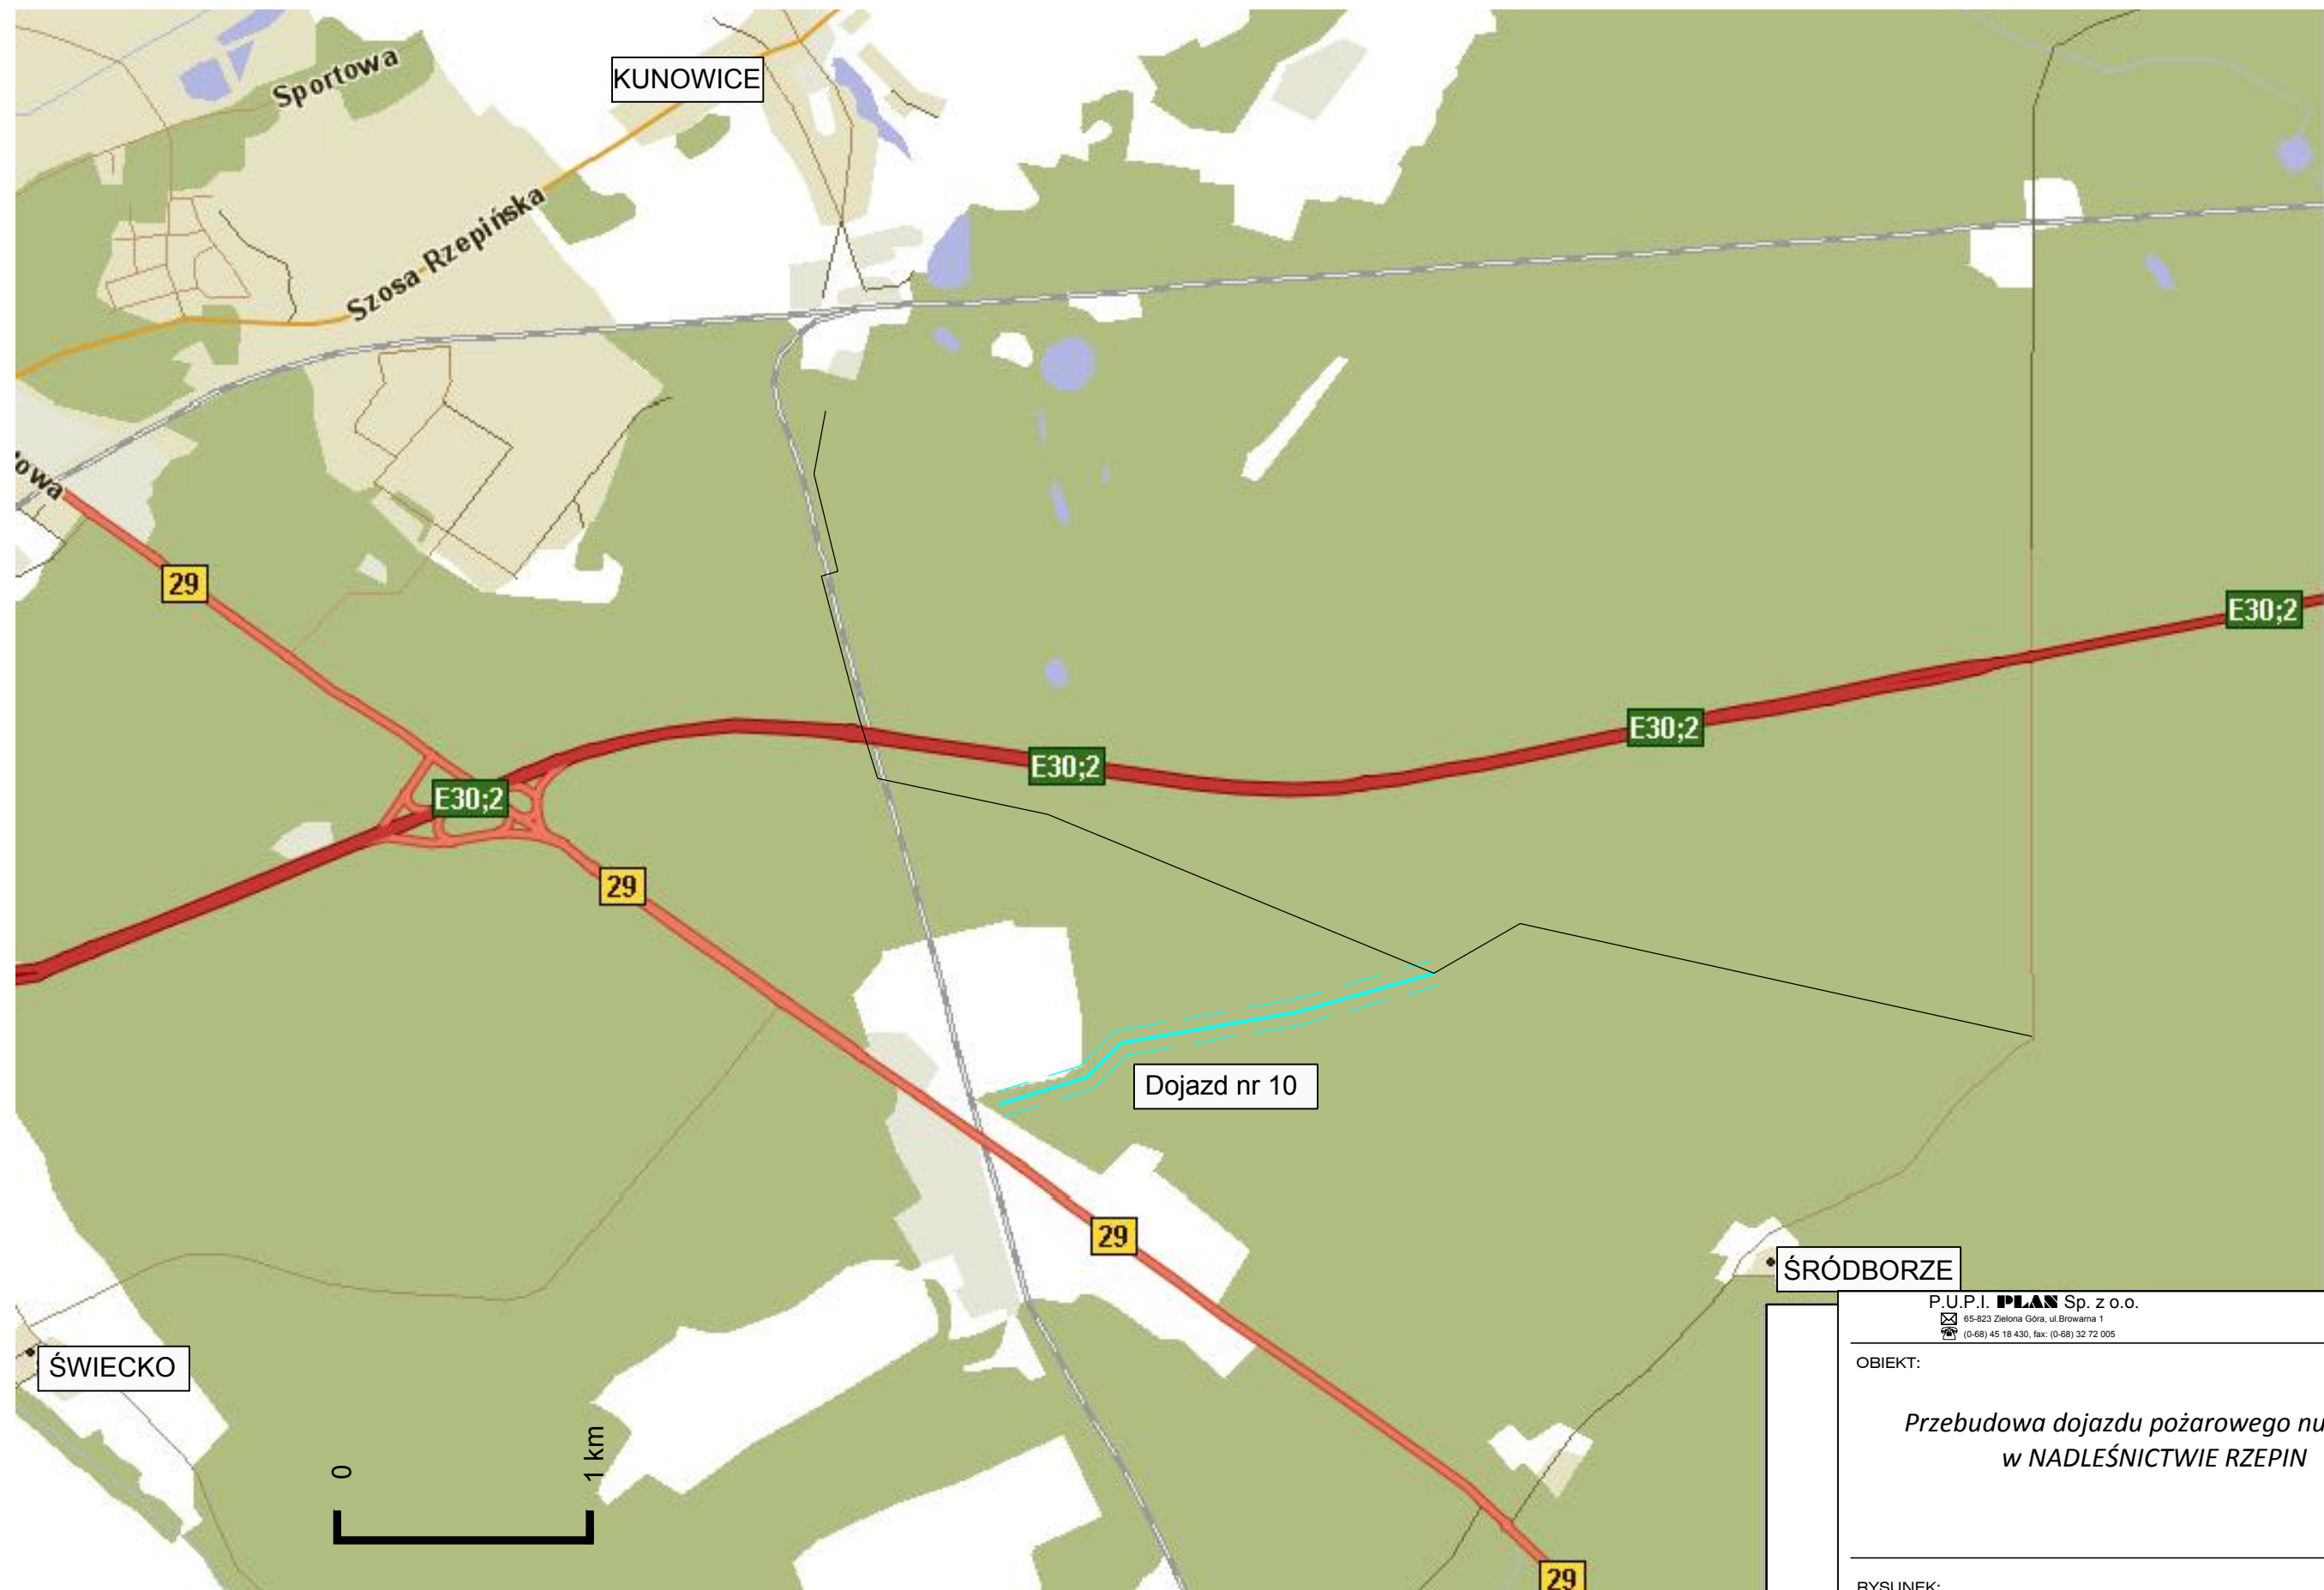 Sportowa
KUNOWICE
Szosa Rzepińska
towa
29
E30;2
E30;2
E30;2
E30;2
29
Dojazd nr 10
29
ŚRÓDBORZE
ŚWIECKO
0
1 km
29
P.U.P.I. PLAN Sp. z o.o.
65-823 Zielona Góra, ul.Browarna 1
(0-68) 45 18 430, fax: (0-68) 32 72 005
OBIEKT:
Przebudowa dojazdu pożarowego nu
w NADLEŚNICTWIE RZEPIN
RYSUNEK: